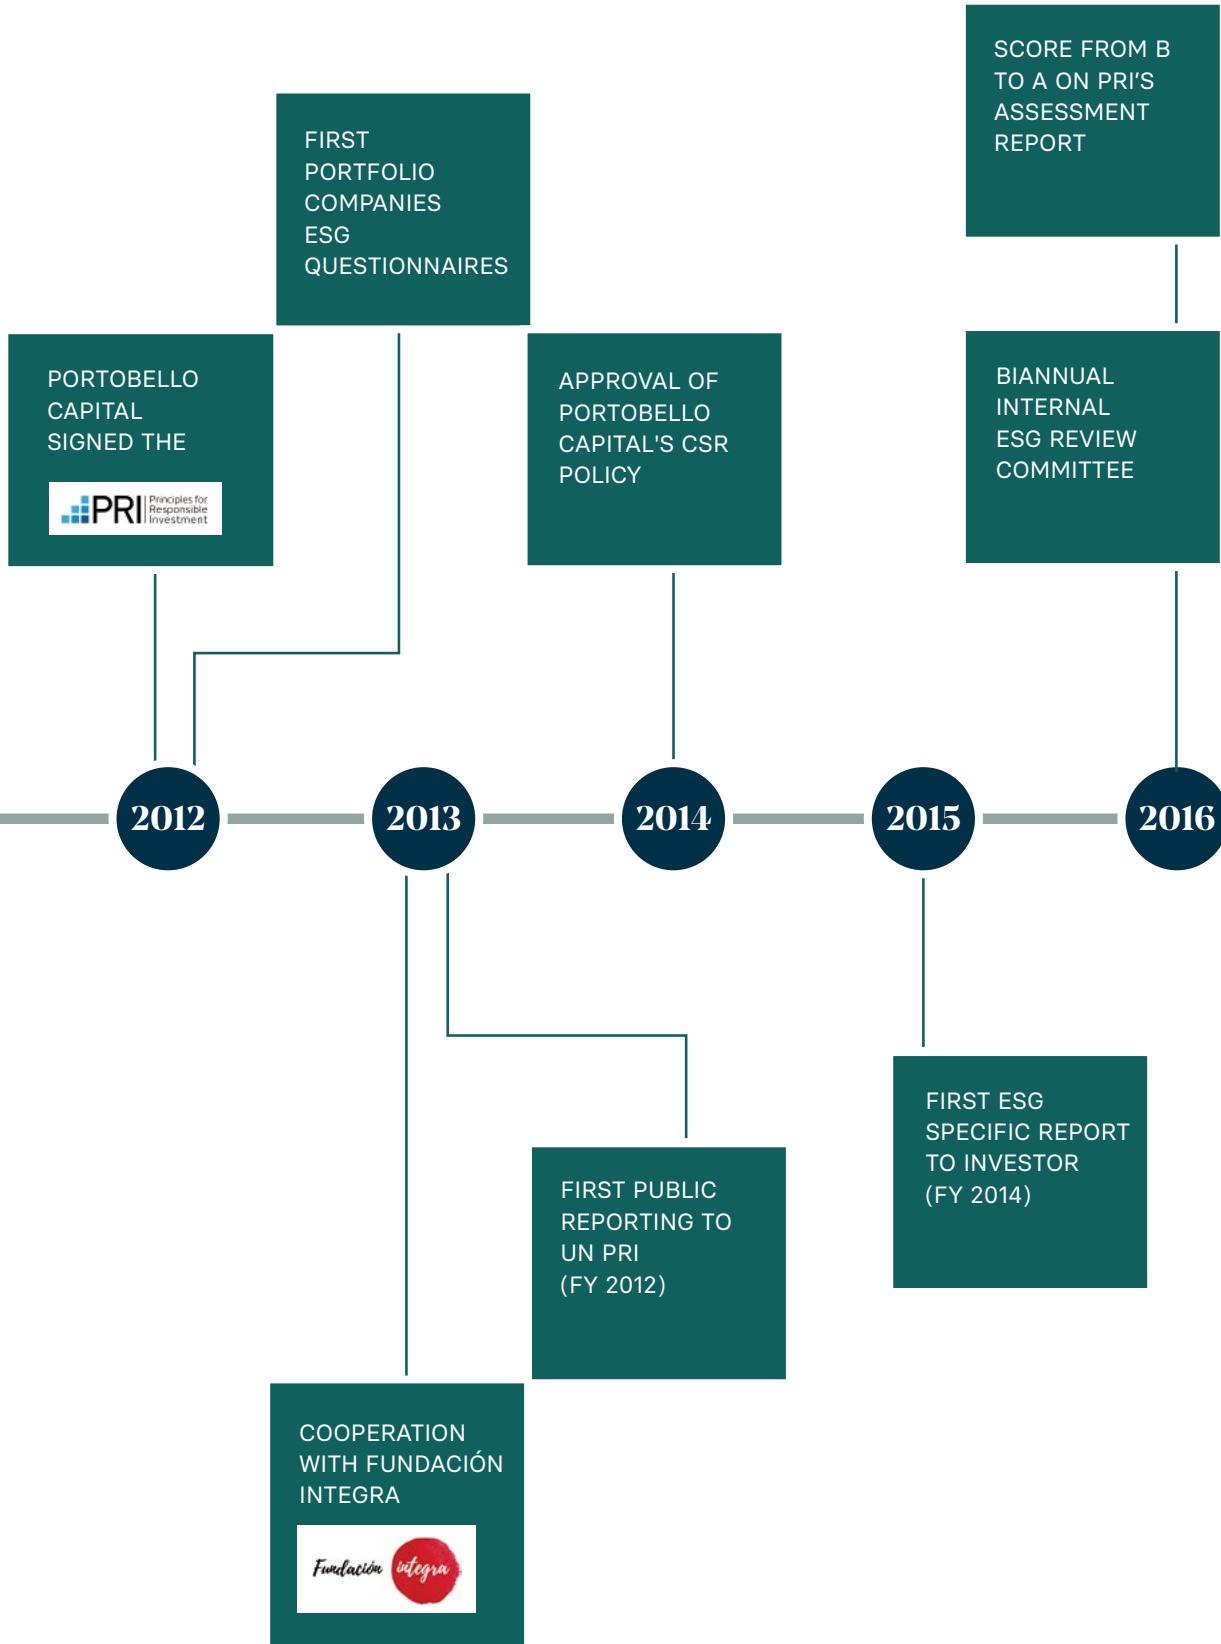 SCORE FROM B
TO A ON PRI’S
ASSESSMENT
REPORT
FIRST
PORTFOLIO
COMPANIES
ESG
QUESTIONNAIRES
PORTOBELLO
CAPITAL
SIGNED THE
PRI
Principles for
Responsible
Investment
APPROVAL OF
PORTOBELLO
CAPITAL'S CSR
POLICY
BIANNUAL
INTERNAL
ESG REVIEW
COMMITTEE
2012
2013
2014
2015
2016
FIRST ESG
SPECIFIC REPORT
TO INVESTOR
(FY 2014)
FIRST PUBLIC
REPORTING TO
UN PRI
(FY 2012)
COOPERATION
WITH FUNDACIÓN
INTEGRA
Fundación integra